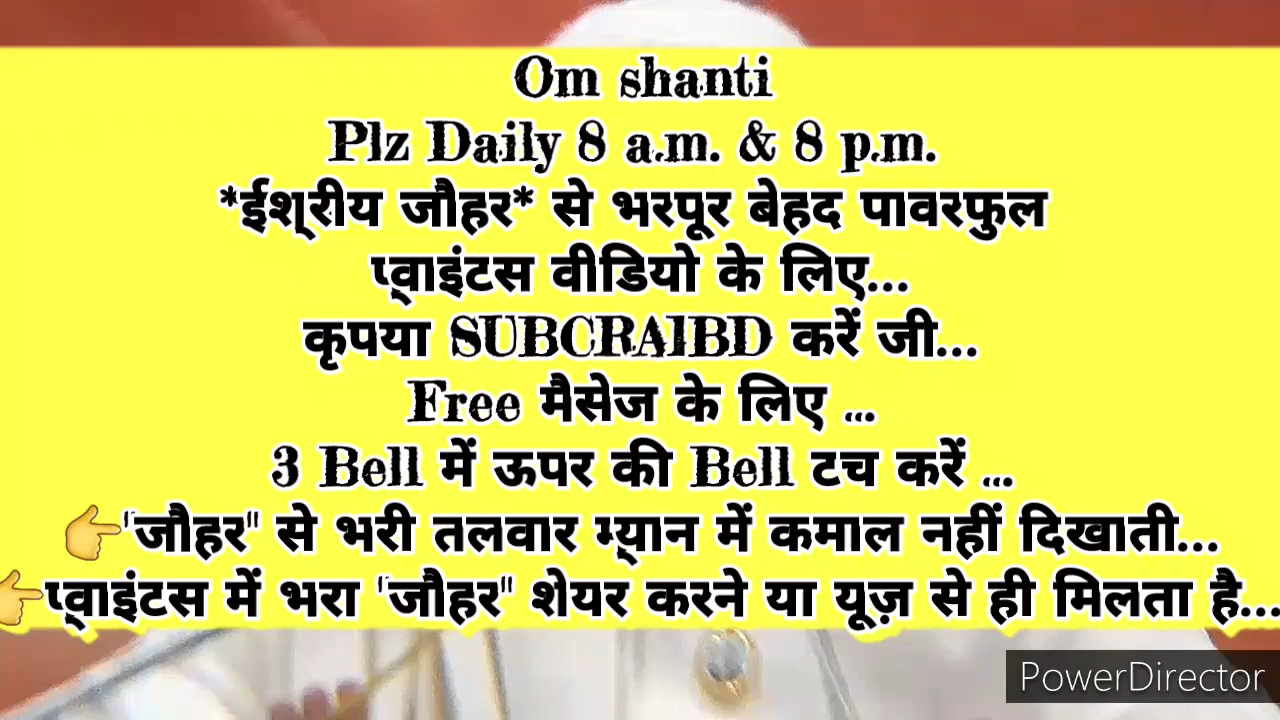 Om shanti
Plz Daily 8 a.m. & 8 p.m.
*ईश्रीय जौहर* से भरपूर बेहद पावरफुल
प्वाइंटस वीडियो के लिए...
कृपया SUBCRAIBD करें जी...
Free मैसेज के लिए ...
3 Bell में ऊपर की Bell टच करें ...
👉"जौहर" से भरी तलवार म्यान में कमाल नहीं दिखाती...
👉प्वाइंटस में भरा "जौहर" शेयर करने या यूज़ से ही मिलता है...
PowerDirector